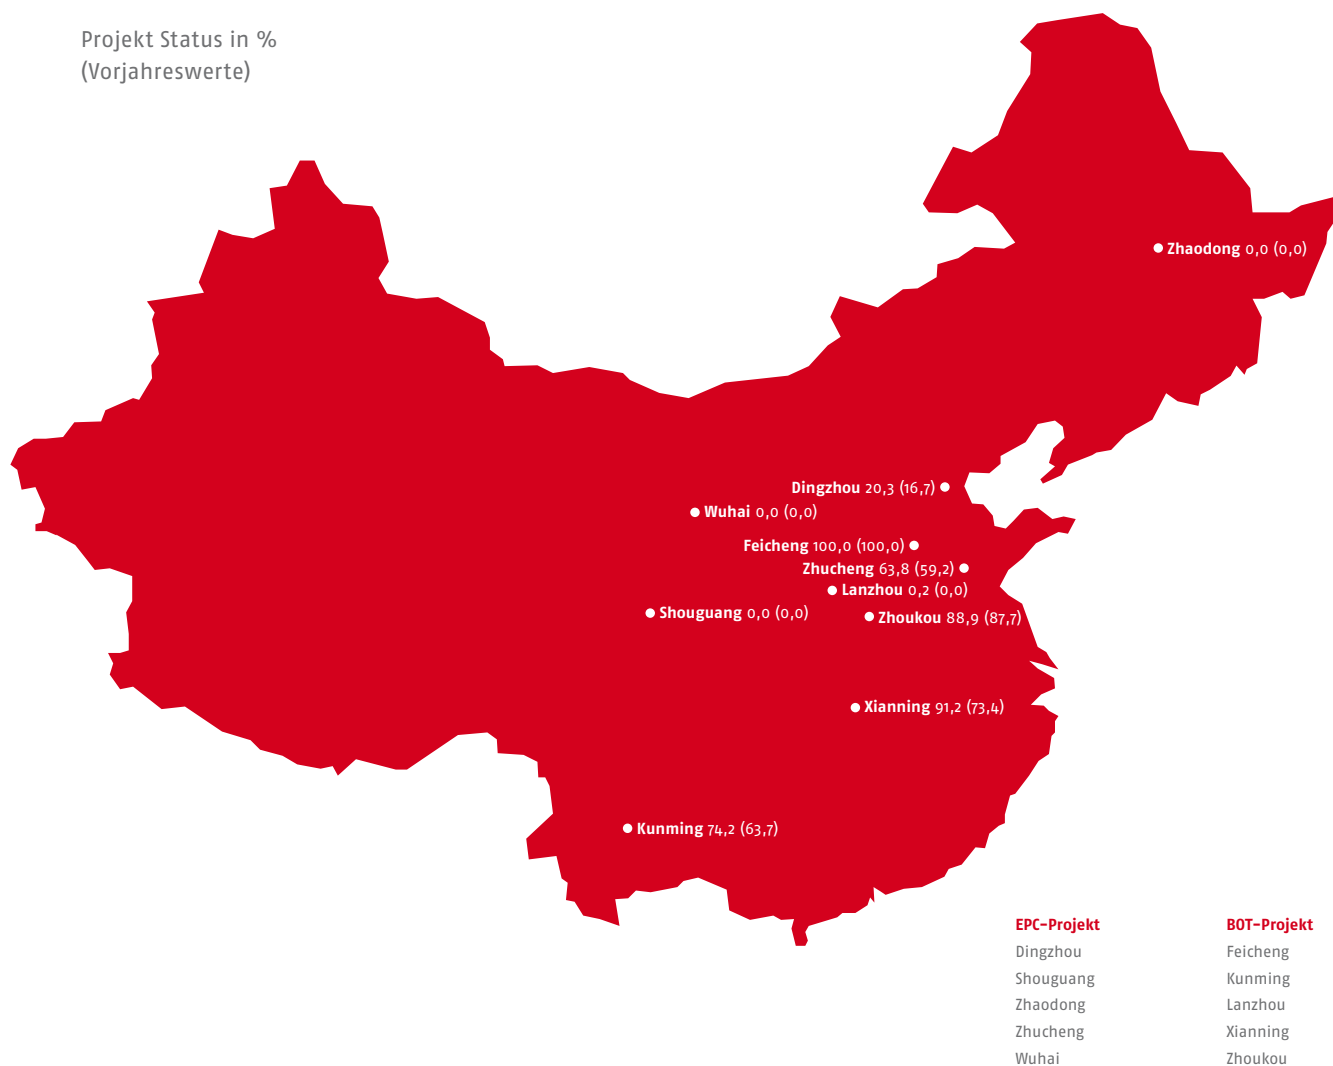 Projekt Status in %
(Vorjahreswerte)
Zhaodong 0,0 (0,0)
Dingzhou 20,3 (16,7)
Wuhai 0,0 (0,0)
Feicheng 100,0 (100,0)
Zhucheng 63,8 (59,2)
Lanzhou 0,2 (0,0)
Shouguang 0,0 (0,0)
Zhoukou 88,9 (87,7)
Xianning 91,2 (73,4)
Kunming 74,2 (63,7)
EPC-Projekt
Dingzhou
Shouguang
Zhaodong
Zhucheng
Wuhai
BOT-Projekt
Feicheng
Kunming
Lanzhou
Xianning
Zhoukou